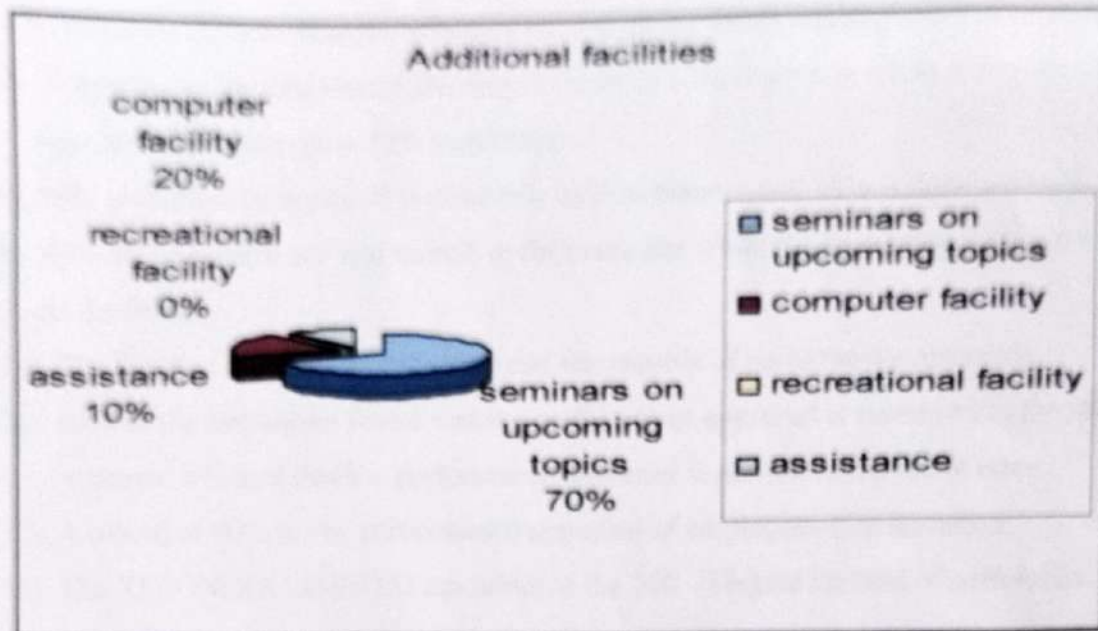 Additional facilities
computer
facility
20%
recreational
facility
0%
assistance
10%
seminars on
upcoming
topics
70%
seminars on
upcoming topics
computer facility
recreational facility
assistance